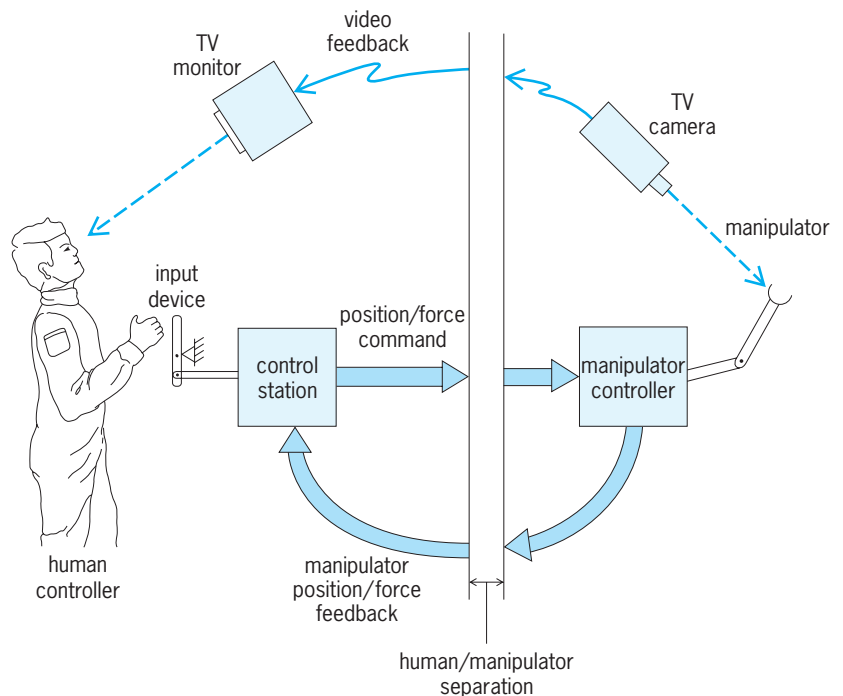 video
feedback
TV
monitor
TV
camera
manipulator
input
device
position/force
command
control
station
manipulator
controller
human
controller
manipulator
position/force
feedback
human/manipulator
separation